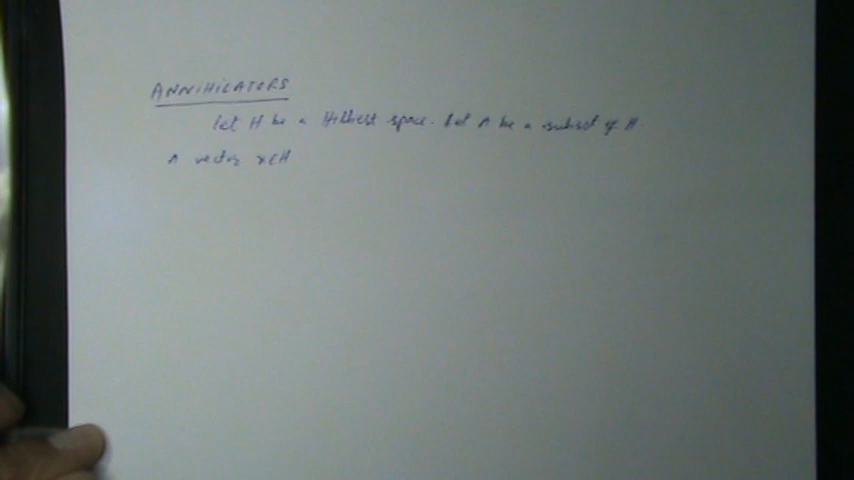 ANNIHILATORS
Let H be a Hilbert space. Let A be a subset of H
A vector x∈H